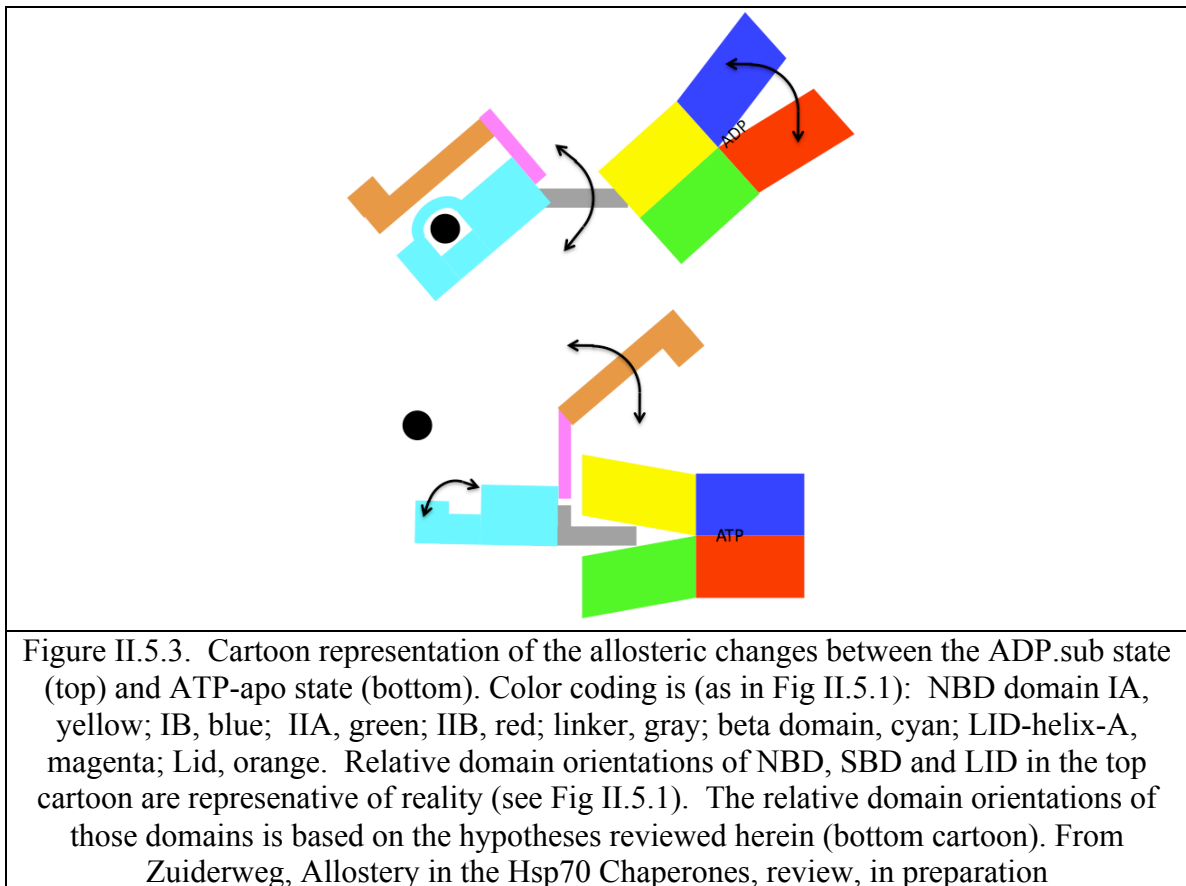 ADP
ATP
Figure II.5.3. Cartoon representation of the allosteric changes between the ADP.sub state
(top) and ATP-apo state (bottom). Color coding is (as in Fig II.5.1): NBD domain IA,
yellow; IB, blue; IIA, green; IIB, red; linker, gray; beta domain, cyan; LID-helix-A,
magenta; Lid, orange. Relative domain orientations of NBD, SBD and LID in the top
cartoon are represenative of reality (see Fig II.5.1). The relative domain orientations of
those domains is based on the hypotheses reviewed herein (bottom cartoon). From
Zuiderweg, Allostery in the Hsp70 Chaperones, review, in preparation